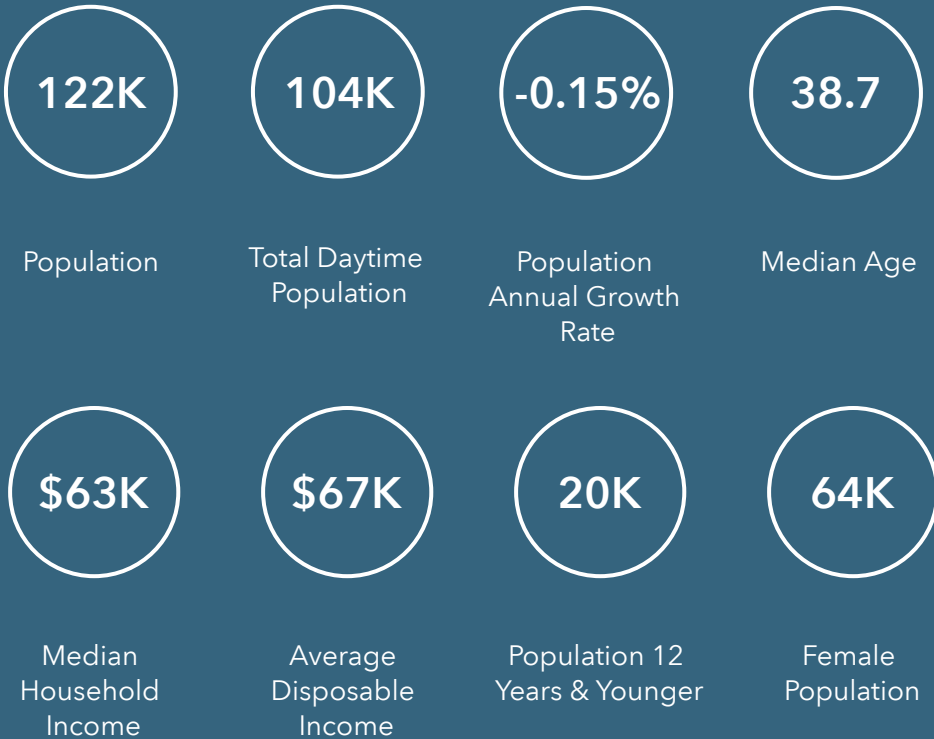 122K
104K
-0.15%
38.7
Population
Total Daytime
Population
Population
Annual Growth
Rate
Median Age
$63K
$67K
20K
64K
Median
Household
Income
Average
Disposable
Income
Population 12
Years & Younger
Female
Population